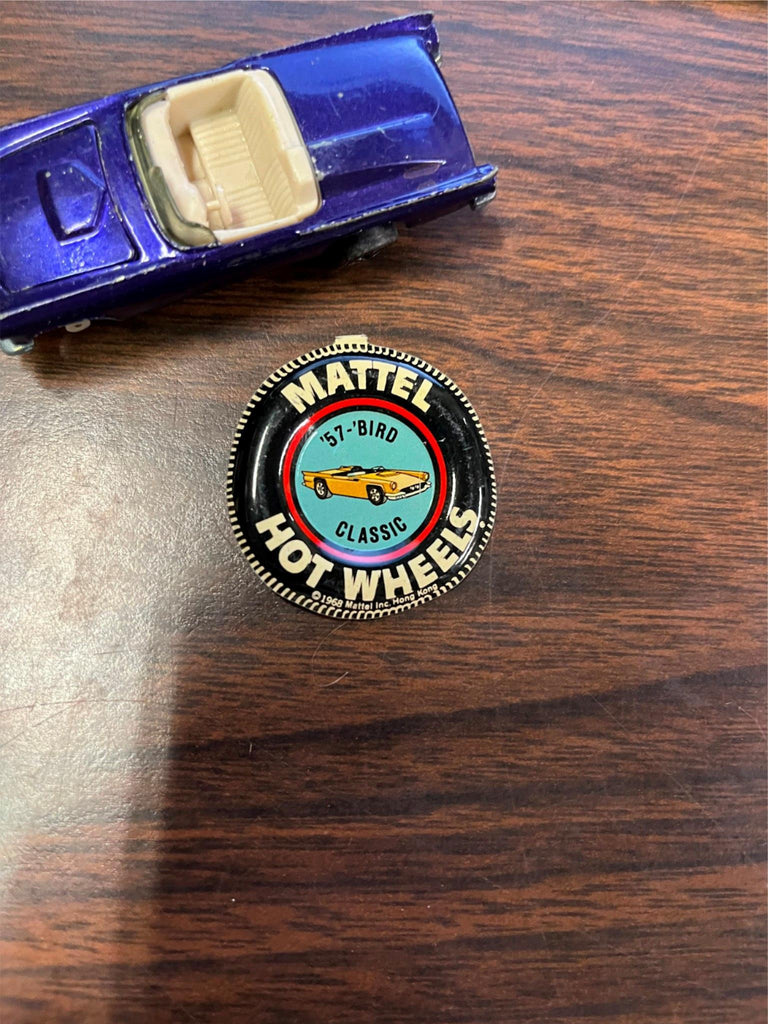 MATTEL
'57-'BIRD
CLASSIC
HOT WHEELS.
©1968 Mattel Inc. Hong Kong